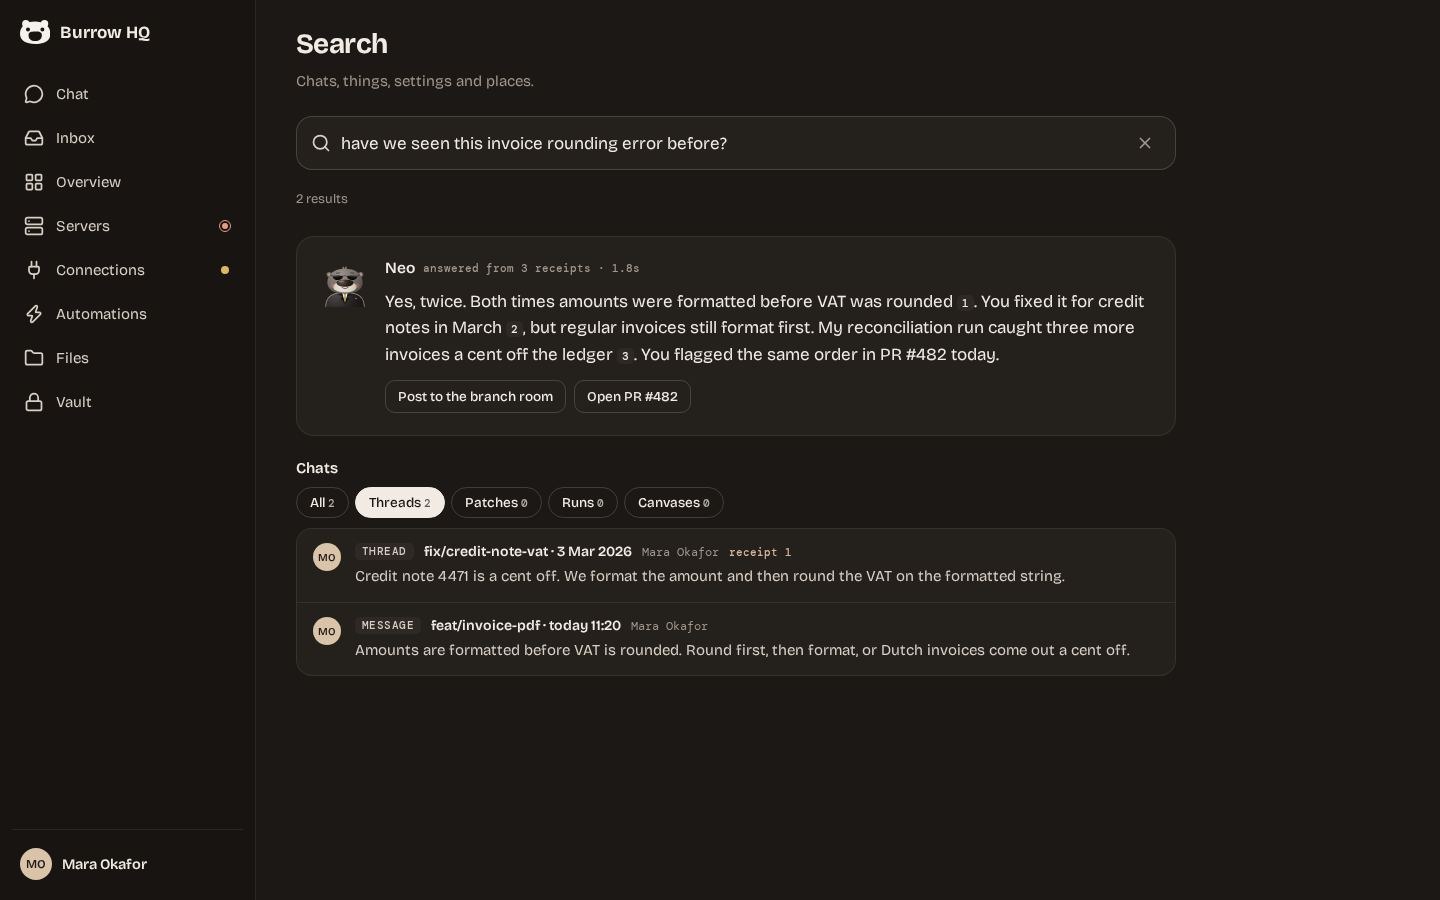 Burrow HQ
Chat
Inbox
Overview
Servers
Connections
Automations
Files
Vault
MO Mara Okafor
Search
Chats, things, settings and places.
have we seen this invoice rounding error before?
2 results
Neo answered from 3 receipts · 1.8s
Yes, twice. Both times amounts were formatted before VAT was rounded 1. You fixed it for credit
notes in March 2, but regular invoices still format first. My reconciliation run caught three more
invoices a cent off the ledger 3. You flagged the same order in PR #482 today.
Post to the branch room Open PR #482
Chats
All 2 Threads 2 Patches 0 Runs 0 Canvases 0
MO THREAD fix/credit-note-vat · 3 Mar 2026 Mara Okafor receipt 1
Credit note 4471 is a cent off. We format the amount and then round the VAT on the formatted string.
MO MESSAGE feat/invoice-pdf · today 11:20 Mara Okafor
Amounts are formatted before VAT is rounded. Round first, then format, or Dutch invoices come out a cent off.